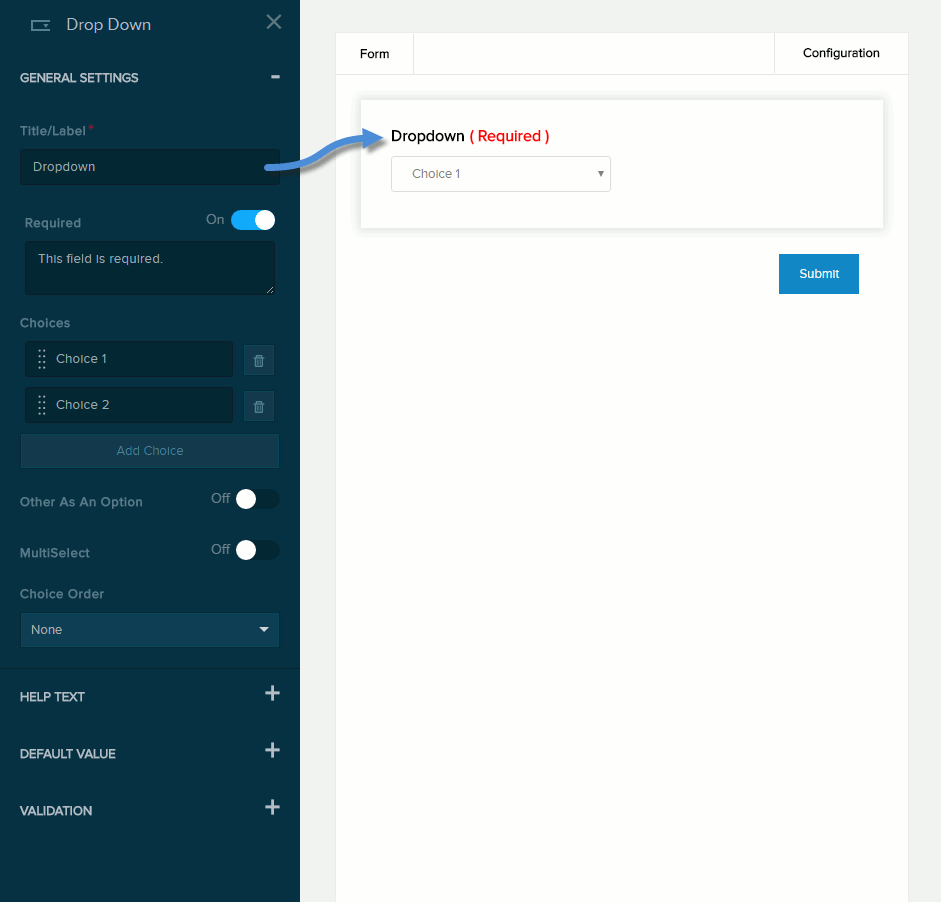 Drop Down
GENERAL SETTINGS
Title/Label*
Dropdown
Required
On
This field is required.
Choices
Choice 1
Choice 2
Add Choice
Other As An Option
Off
MultiSelect
Off
Choice Order
None
HELP TEXT
DEFAULT VALUE
VALIDATION
Form
Configuration
Dropdown ( Required )
Choice 1
Submit